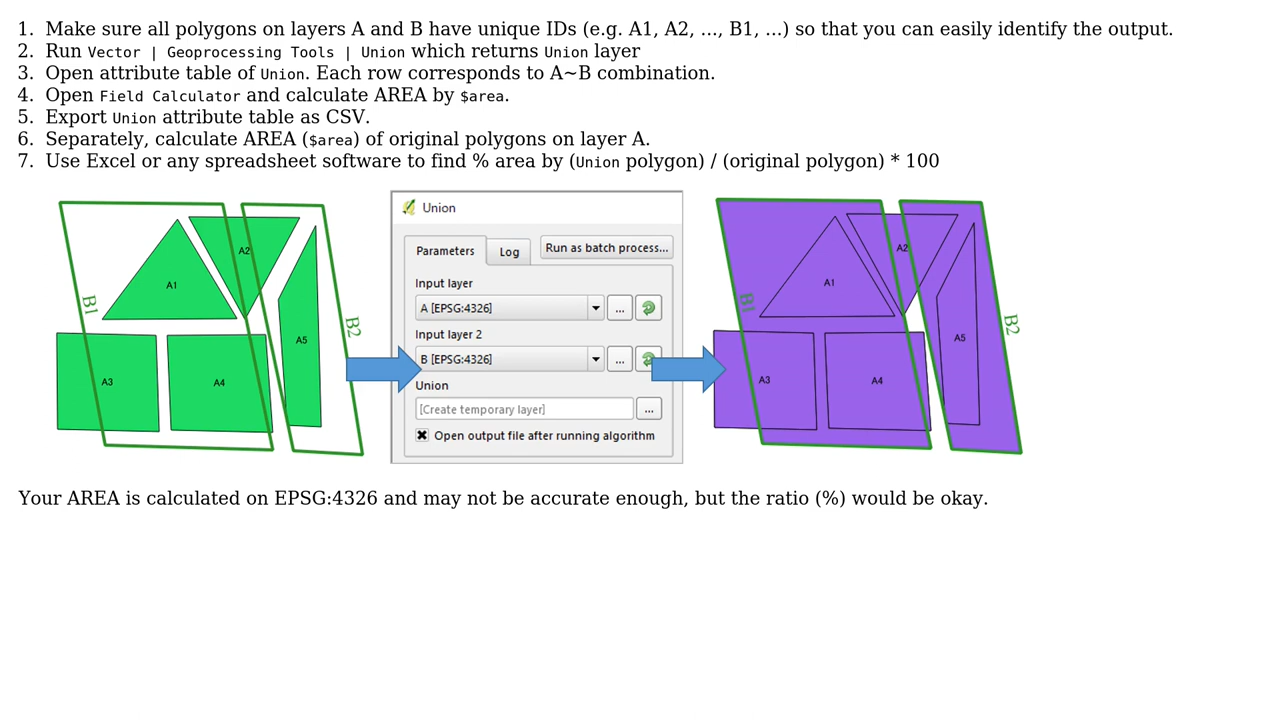 1. Make sure all polygons on layers A and B have unique IDs (e.g. A1, A2, ..., B1, ...) so that you can easily identify the output.
2. Run Vector | Geoprocessing Tools | Union which returns Union layer
3. Open attribute table of Union. Each row corresponds to A~B combination.
4. Open Field Calculator and calculate AREA by $area.
5. Export Union attribute table as CSV.
6. Separately, calculate AREA ($area) of original polygons on layer A.
7. Use Excel or any spreadsheet software to find % area by (Union polygon) / (original polygon) * 100
A1
A2
A3
A4
A5
B1
B2
Union
Parameters
Log
Run as batch process...
Input layer
A [EPSG:4326]
...
Input layer 2
B [EPSG:4326]
...
Union
[Create temporary layer]
...
Open output file after running algorithm
A1
A2
A3
A4
A5
B1
B2
Your AREA is calculated on EPSG:4326 and may not be accurate enough, but the ratio (%) would be okay.